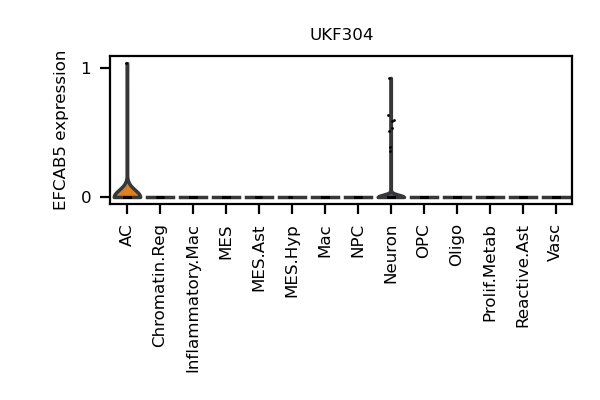 UKF304
EFCAB5 expression
1
0
AC
Chromatin.Reg
Inflammatory.Mac
MES
MES.Ast
MES.Hyp
Mac
NPC
Neuron
OPC
Oligo
Prolif.Metab
Reactive.Ast
Vasc